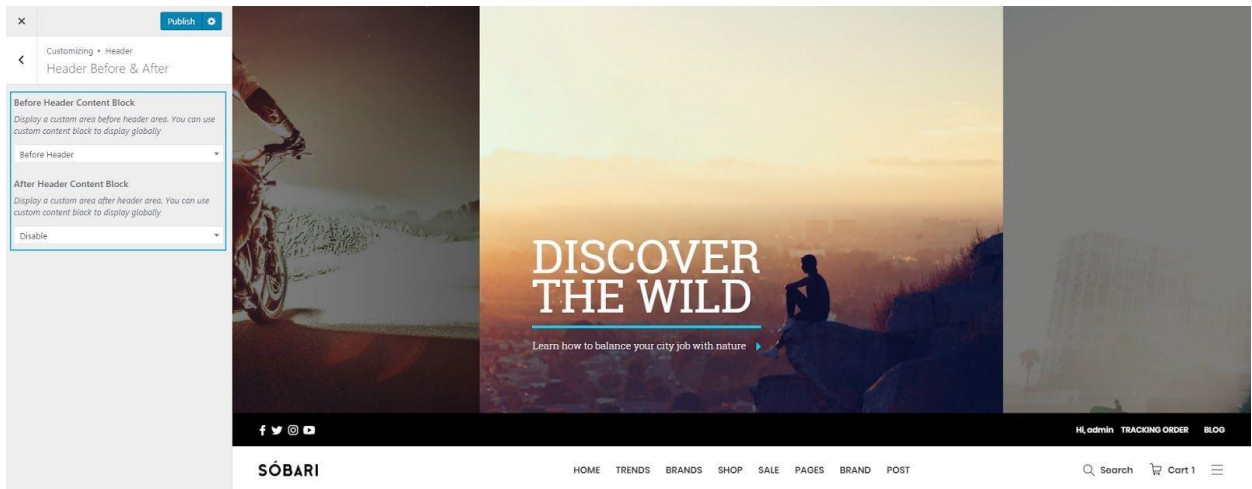 Publish
Customizing • Header
Header Before & After
Before Header Content Block
Display a custom area before header area. You can use
custom content block to display globally
Before Header
After Header Content Block
Display a custom area after header area. You can use
custom content block to display globally
Disable
DISCOVER
THE WILD
Learn how to balance your city job with nature
Hi, admin TRACKING ORDER BLOG
SÓBARI
HOME TRENDS BRANDS SHOP SALE PAGES BRAND POST
Search Cart 1